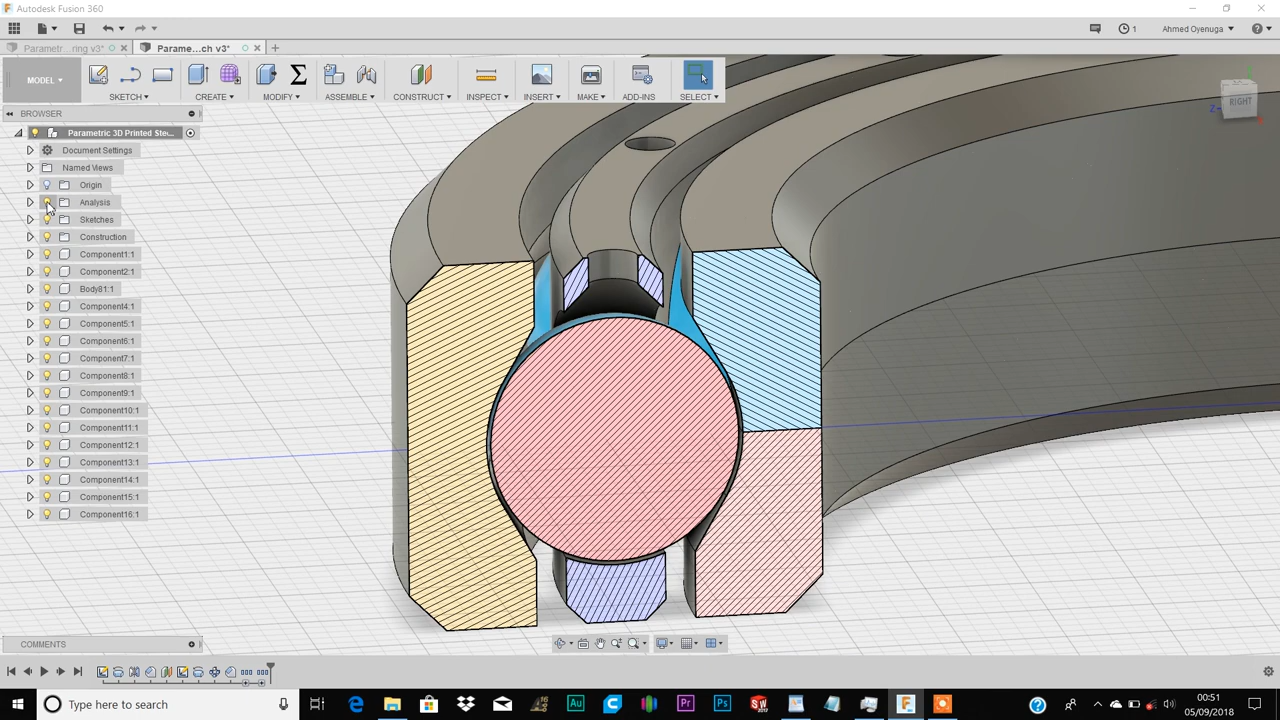 Autodesk Fusion 360
1
Ahmed Oyenuga
Parametr...ring v3*
Parame...ch v3*
MODEL
SKETCH
CREATE
MODIFY
ASSEMBLE
CONSTRUCT
INSPECT
INSERT
MAKE
ADD-INS
SELECT
BROWSER
Parametric 3D Printed Ste...
Document Settings
Named Views
Origin
Analysis
Sketches
Construction
Component1:1
Component2:1
Body81:1
Component4:1
Component5:1
Component6:1
Component7:1
Component8:1
Component9:1
Component10:1
Component11:1
Component12:1
Component13:1
Component14:1
Component15:1
Component16:1
RIGHT
Z
COMMENTS
Type here to search
Au
Pr
Ps
00:51
05/09/2018